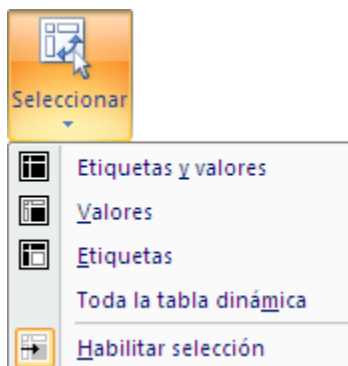 Seleccionar
Etiquetas y valores
Valores
Etiquetas
Toda la tabla dinámica
Habilitar selección